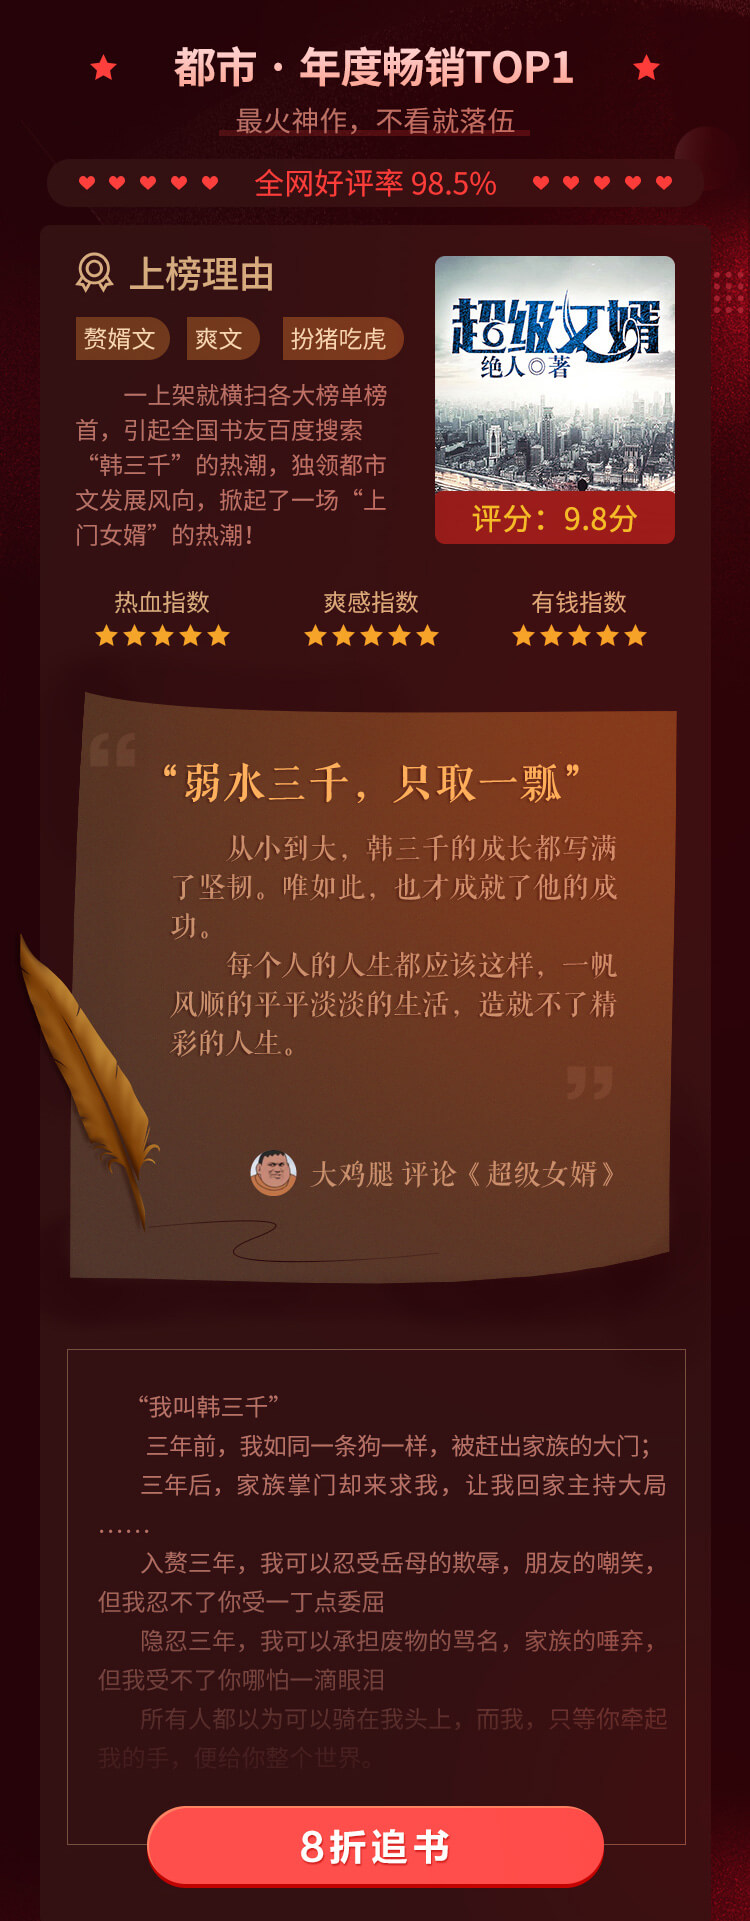 都市·年度畅销TOP1
最火神作，不看就落伍
全网好评率 98.5%
上榜理由
赘婿文 爽文 扮猪吃虎
一上架就横扫各大榜单榜
首，引起全国书友百度搜索
“韩三千”的热潮，独领都市
文发展风向，掀起了一场“上
门女婿”的热潮！
超级女婿
绝人◎著
评分：9.8分
热血指数 爽感指数 有钱指数
“弱水三千，只取一瓢”
从小到大，韩三千的成长都写满
了坚韧。唯如此，也才成就了他的成
功。
每个人的人生都应该这样，一帆
风顺的平平淡淡的生活，造就不了精
彩的人生。
大鸡腿 评论《超级女婿》
“我叫韩三千”
三年前，我如同一条狗一样，被赶出家族的大门；
三年后，家族掌门却来求我，让我回家主持大局
……
入赘三年，我可以忍受岳母的欺辱，朋友的嘲笑，
但我忍不了你受一丁点委屈
隐忍三年，我可以承担废物的骂名，家族的唾弃，
但我受不了你哪怕一滴眼泪
所有人都以为可以骑在我头上，而我，只等你牵起
我的手，便给你整个世界。
8折追书